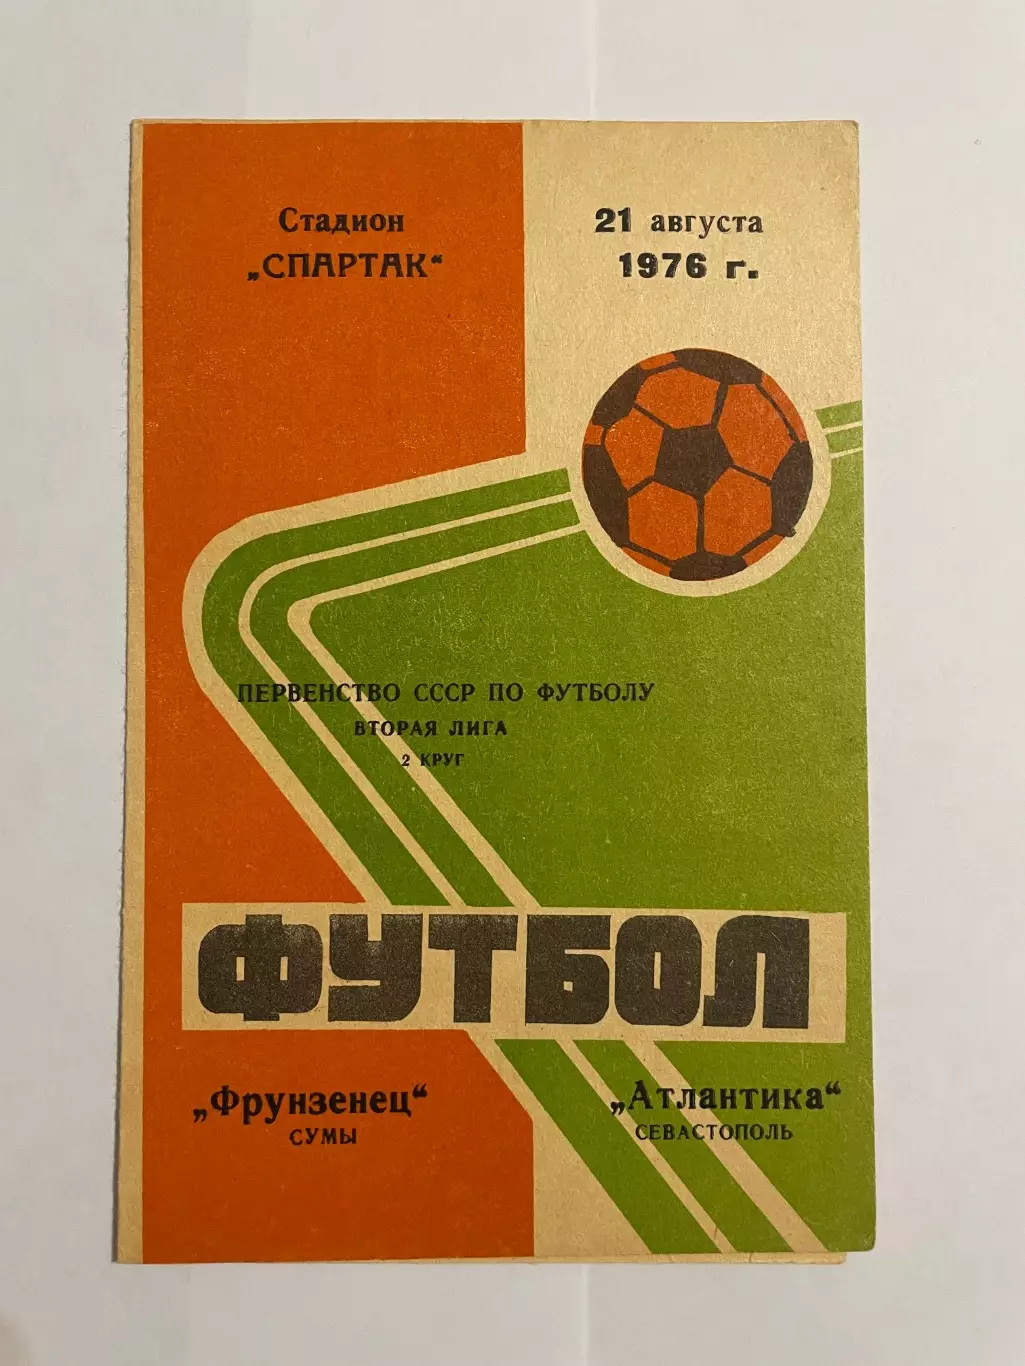 Стадион
„СПАРТАК“
21 августа
1976 г.
ПЕРВЕНСТВО СССР ПО ФУТБОЛУ
ВТОРАЯ ЛИГА
2 КРУГ
ФУТБОЛ
„Фрунзенец“
СУМЫ
„Атлантика“
СЕВАСТОПОЛЬ